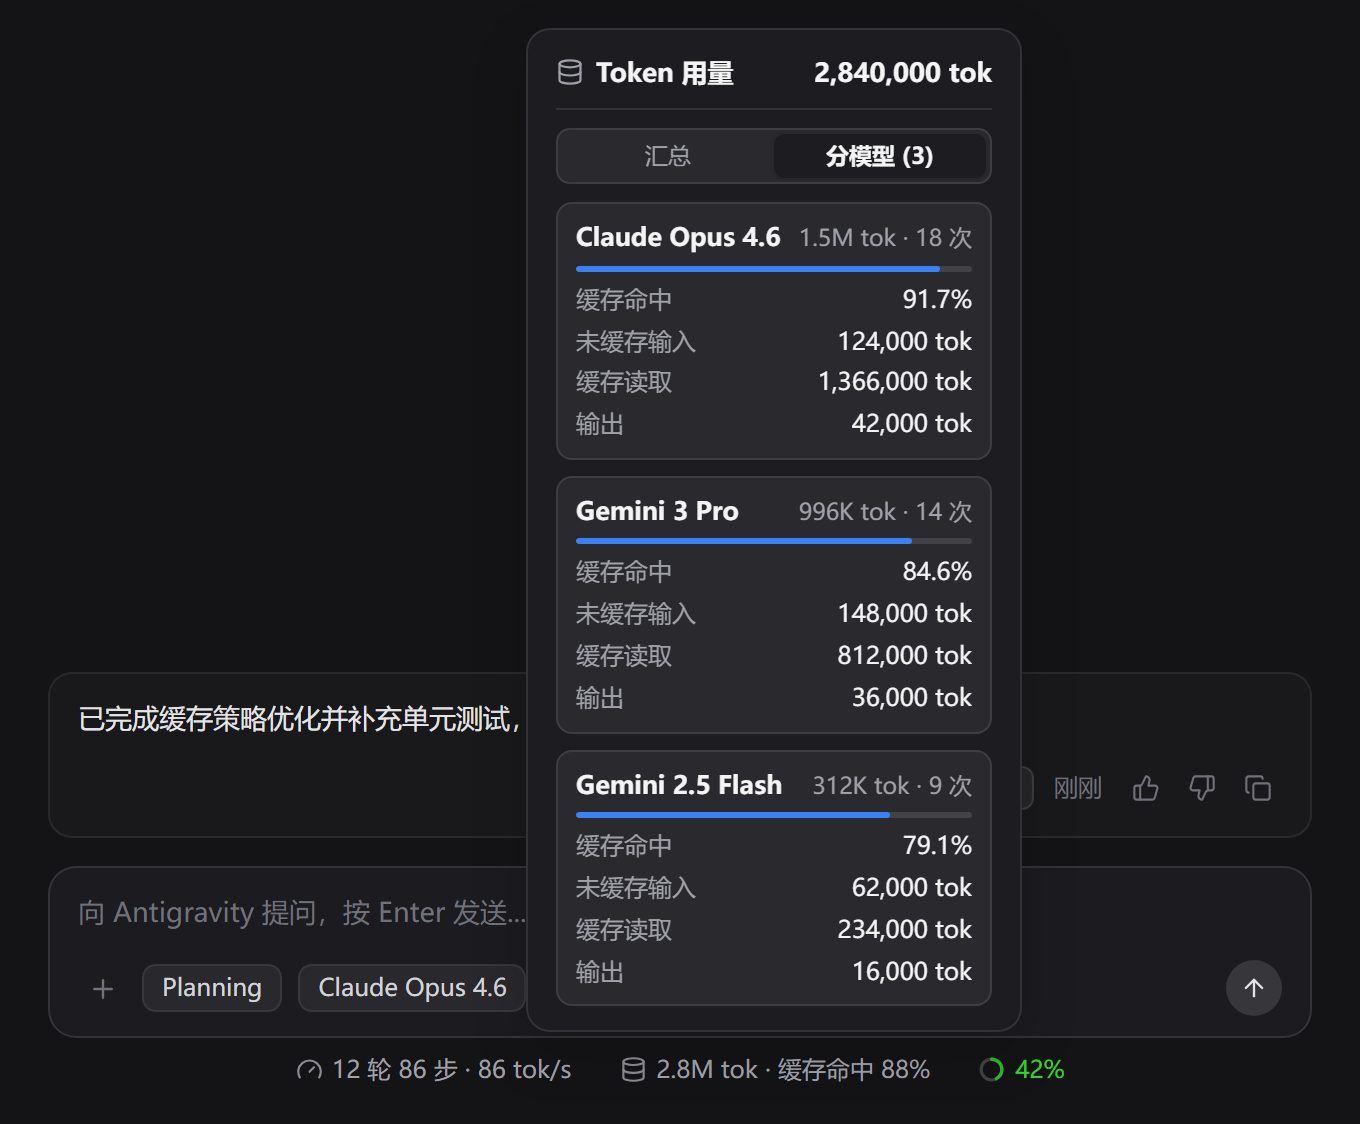 Token 用量 2,840,000 tok
汇总 分模型 (3)
Claude Opus 4.6 1.5M tok · 18 次
缓存命中 91.7%
未缓存输入 124,000 tok
缓存读取 1,366,000 tok
输出 42,000 tok
Gemini 3 Pro 996K tok · 14 次
缓存命中 84.6%
未缓存输入 148,000 tok
缓存读取 812,000 tok
输出 36,000 tok
Gemini 2.5 Flash 312K tok · 9 次
缓存命中 79.1%
未缓存输入 62,000 tok
缓存读取 234,000 tok
输出 16,000 tok
已完成缓存策略优化并补充单元测试，
刚刚
向 Antigravity 提问，按 Enter 发送...
Planning Claude Opus 4.6
12 轮 86 步 · 86 tok/s 2.8M tok · 缓存命中 88% 42%